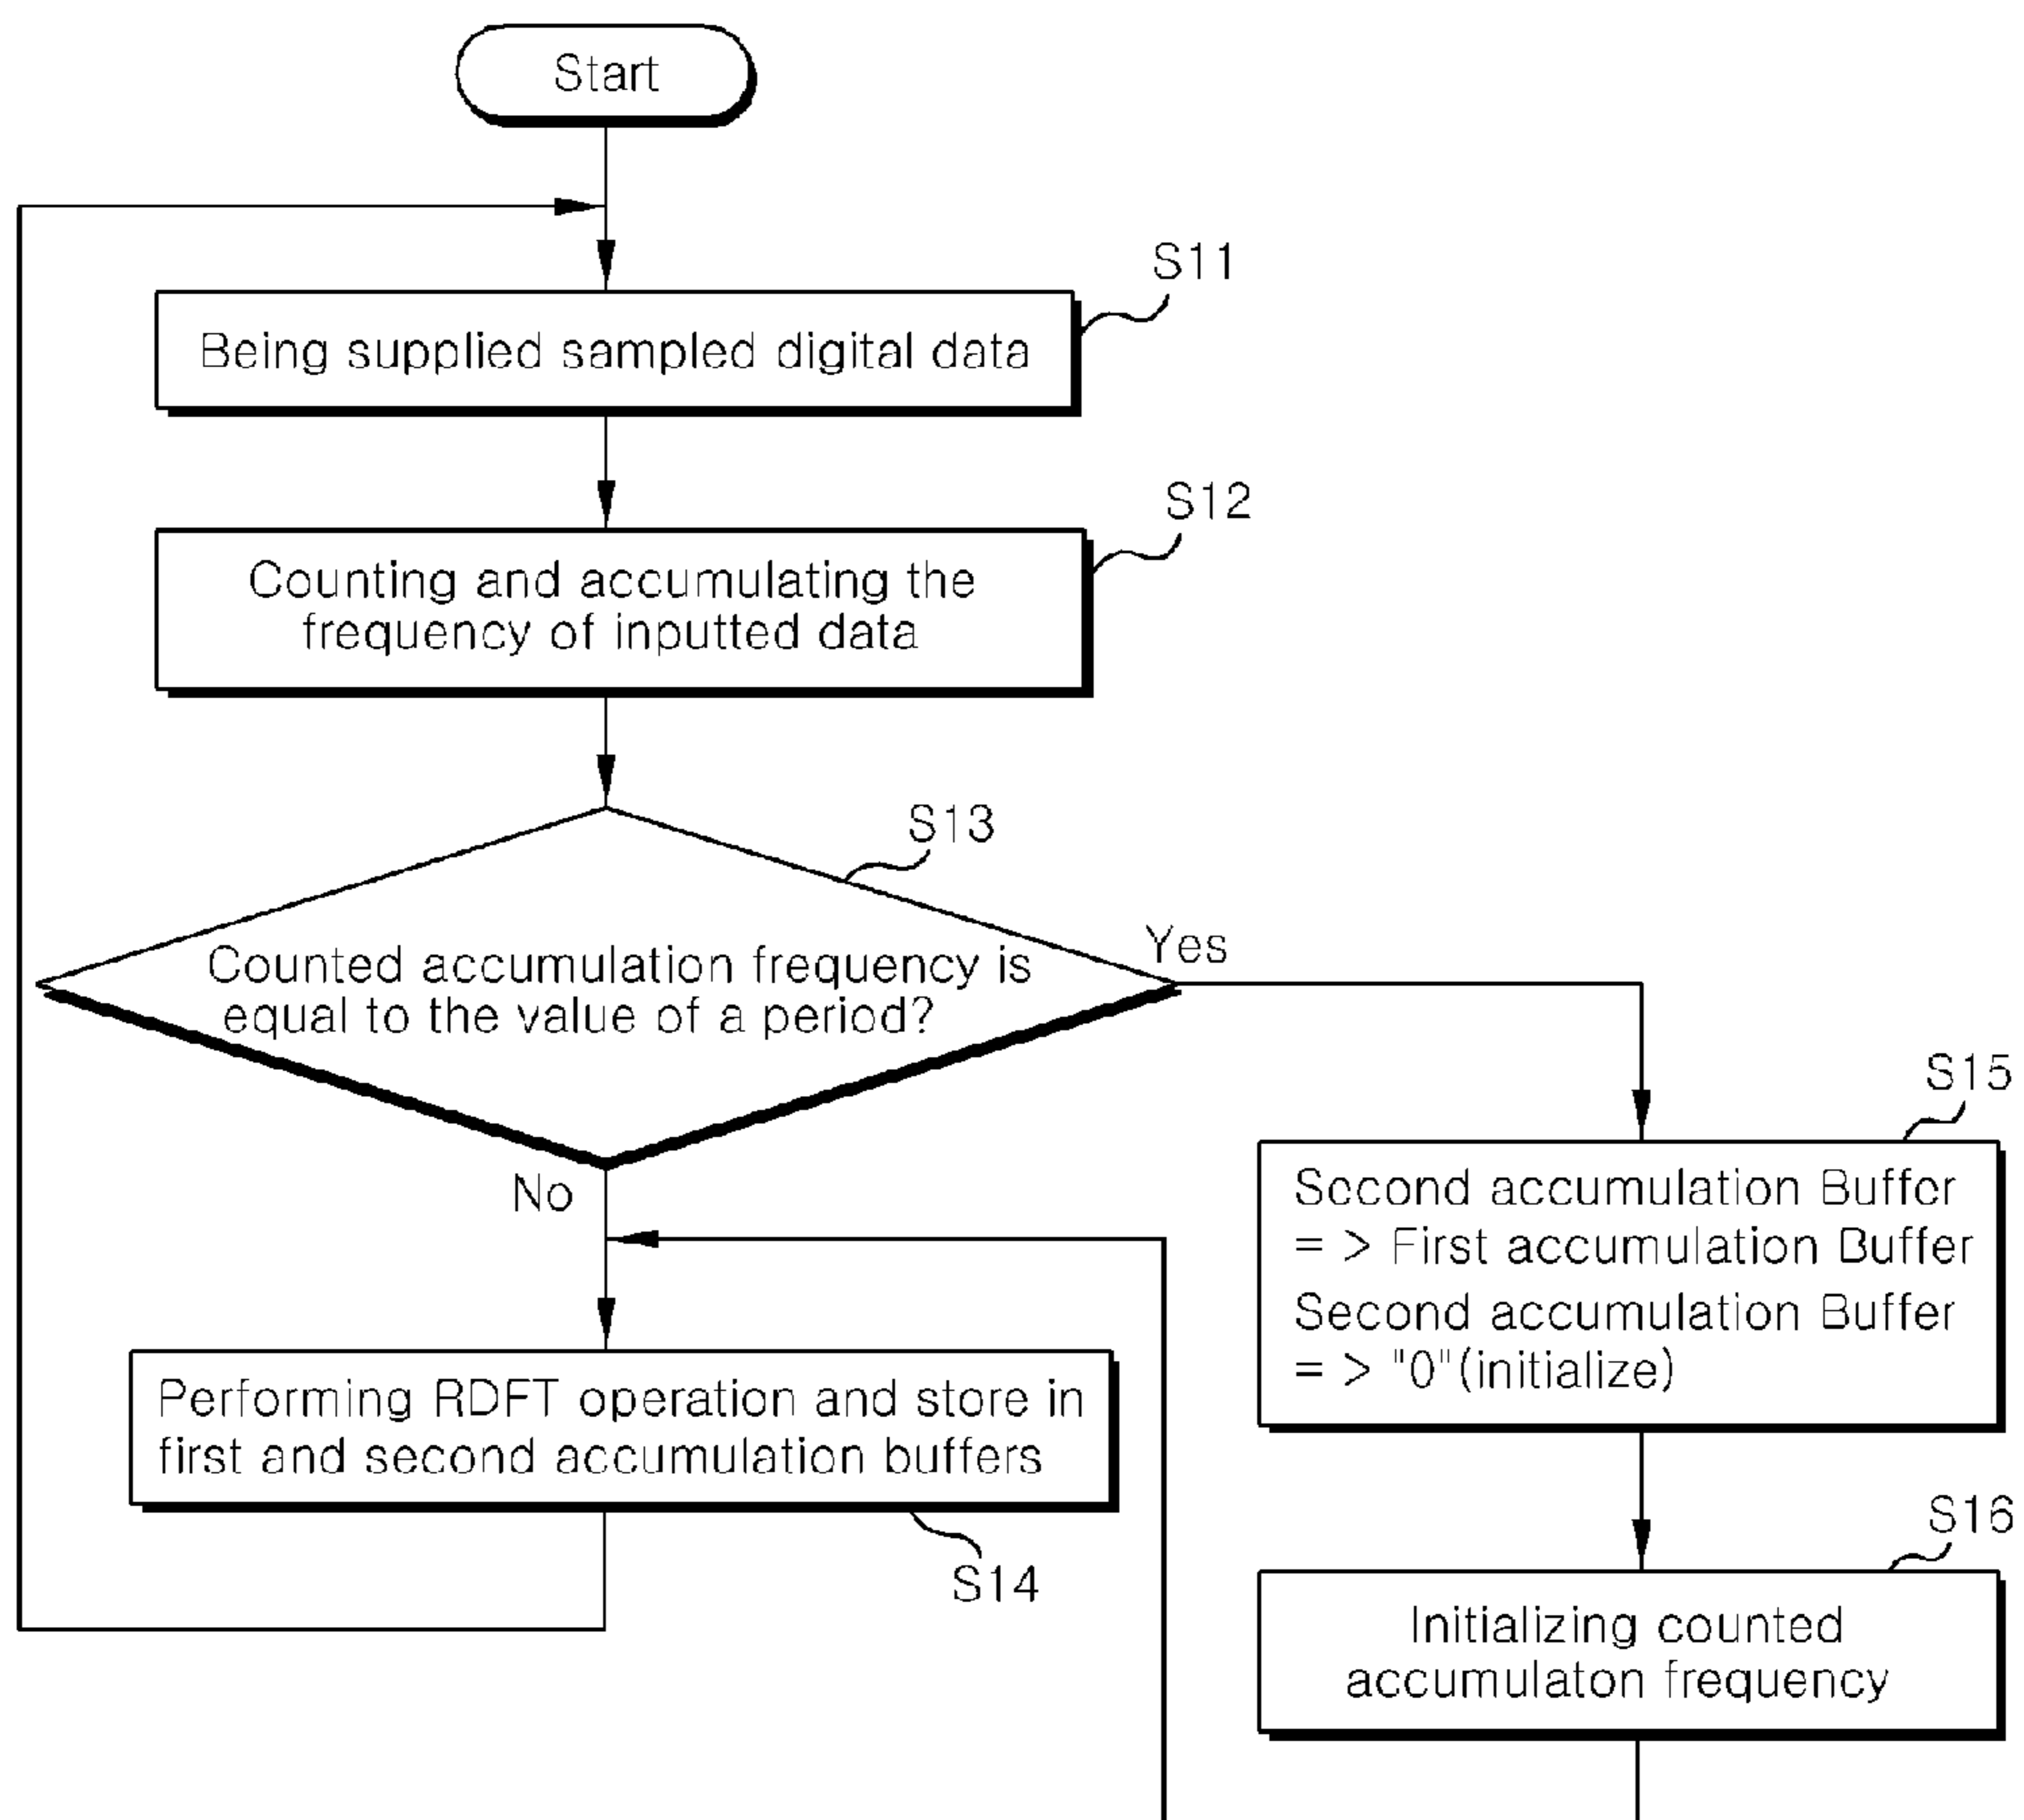 Start
S11
Being supplied sampled digital data
S12
Counting and accumulating the
frequency of inputted data
S13
Counted accumulation frequency is
equal to the value of a period?
Yes
No
S15
Second accumulation Buffer
= > First accumulation Buffer
Second accumulation Buffer
= > "0"(initialize)
Performing RDFT operation and store in
first and second accumulation buffers
S14
S16
Initializing counted
accumulaton frequency